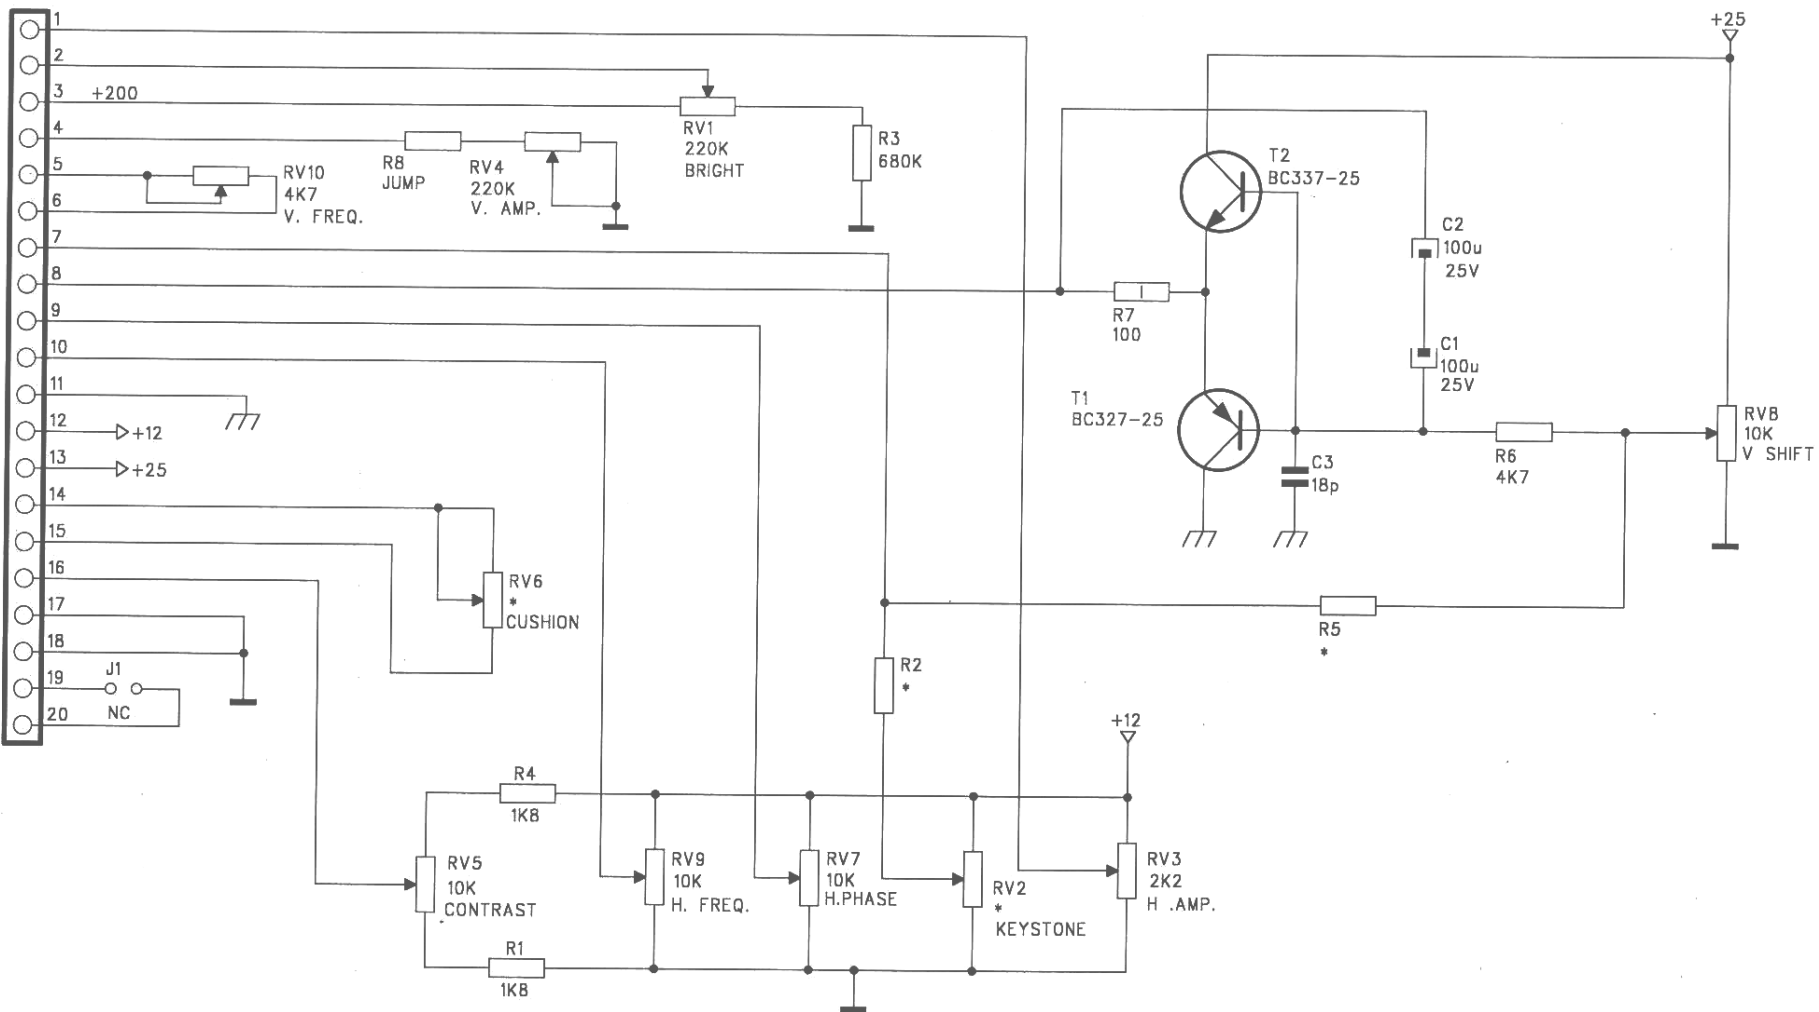 1
2
3
+200
4
5
6
7
8
9
10
11
12
+12
13
+25
14
15
16
17
18
19
20
J1
NC
RV10
4K7
V. FREQ.
R8
JUMP
RV4
220K
V. AMP.
RV1
220K
BRIGHT
R3
680K
+25
T2
BC337-25
R7
100
T1
BC327-25
C2
100u
25V
C1
100u
25V
C3
18p
R6
4K7
RV8
10K
V SHIFT
RV6
*
CUSHION
R5
*
R2
*
+12
R4
1K8
RV5
10K
CONTRAST
RV9
10K
H. FREQ.
RV7
10K
H.PHASE
RV2
*
KEYSTONE
RV3
2K2
H .AMP.
R1
1K8